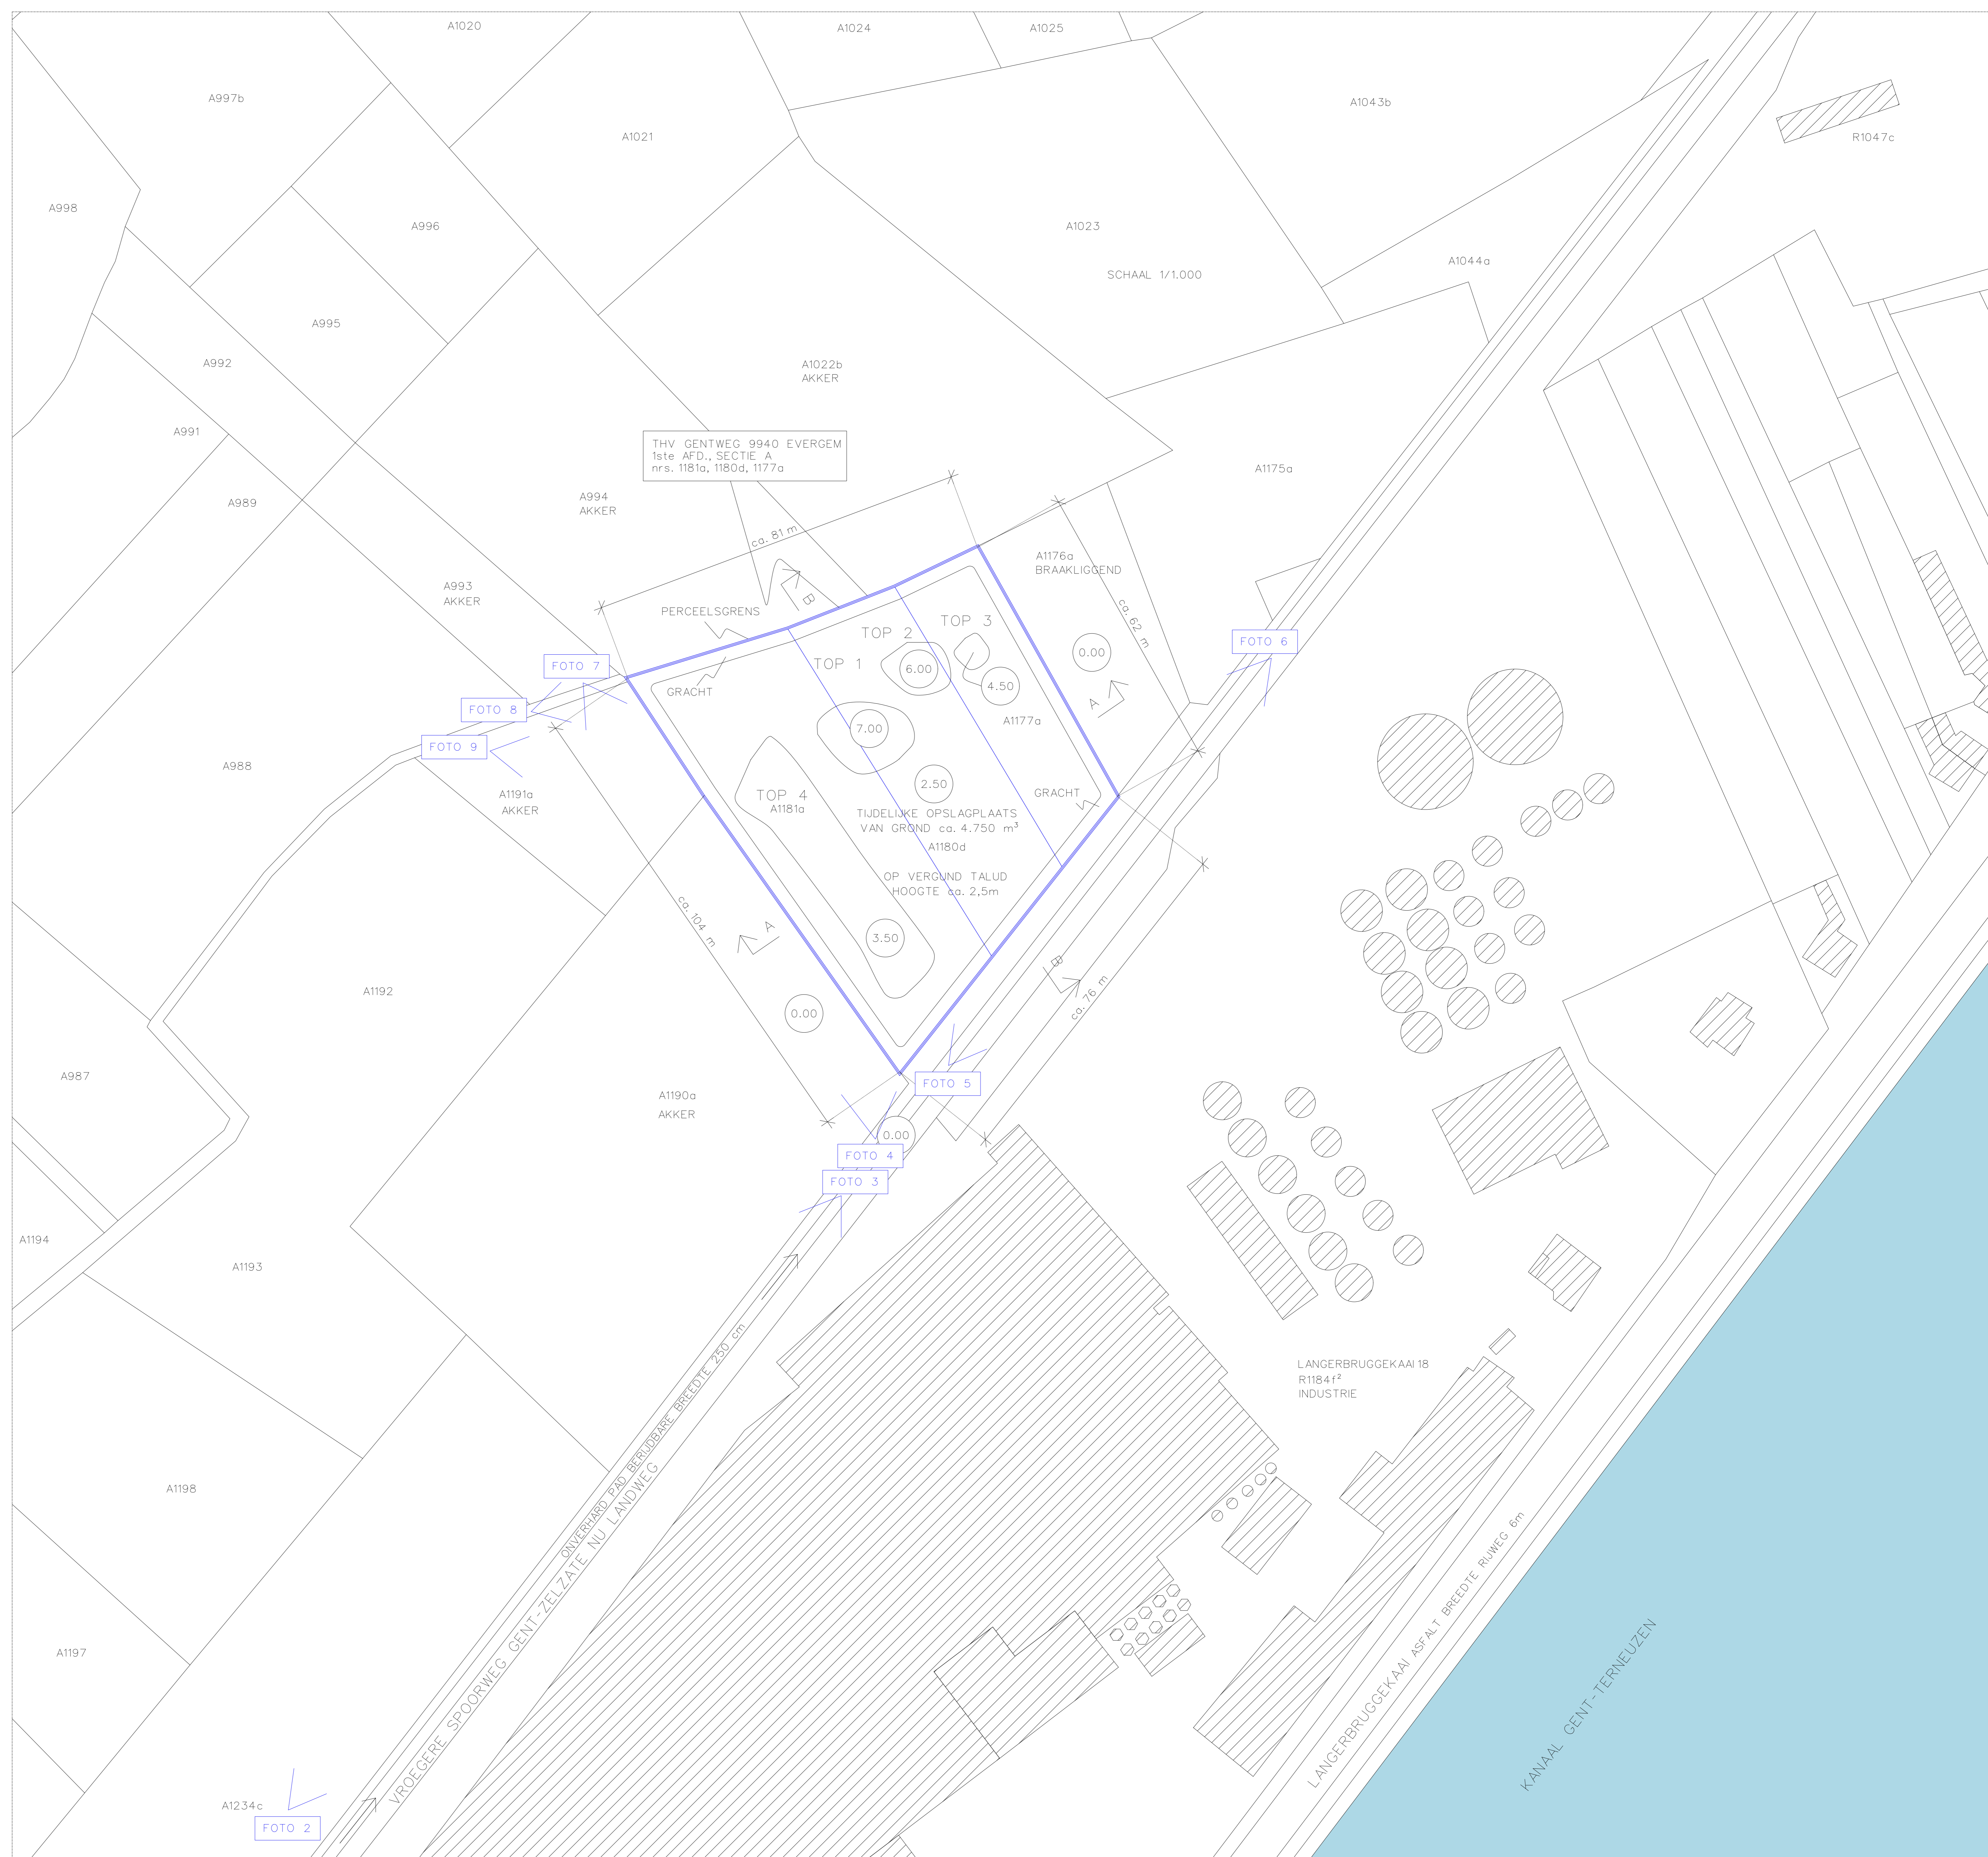 A1020
A1024
A1025
A997b
A1043b
A1021
R1047c
A998
A996
A1023
A1044a
SCHAAL 1/1.000
A995
A992
A1022b
AKKER
A991
THV GENTWEG 9940 EVERGEM
1ste AFD., SECTIE A
nrs. 1181a, 1180d, 1177a
A1175a
A994
AKKER
A989
ca. 81 m
A1176a
BRAAKLIGGEND
A993
AKKER
B
ca. 62 m
PERCEELSGRENS
TOP 3
TOP 2
FOTO 6
0.00
FOTO 7
TOP 1
6.00
4.50
GRACHT
A
FOTO 8
A1177a
7.00
FOTO 9
A988
2.50
A1191a
AKKER
TOP 4
A1181a
GRACHT
TIJDELIJKE OPSLAGPLAATS
VAN GROND ca. 4.750 m³
A1180d
OP VERGUND TALUD
HOOGTE ca. 2,5m
ca. 104 m
A
3.50
B
ca. 76 m
A1192
0.00
A987
FOTO 5
A1190a
AKKER
0.00
FOTO 4
FOTO 3
A1194
A1193
LANGERBRUGGEKAAI 18
R1184f²
INDUSTRIE
ONVERHARD PAD BERIJDBARE BREEDTE 250 cm
VROEGERE SPOORWEG GENT-ZELZATE NU LANDWEG
A1198
LANGERBRUGGEKAAI ASFALT BREEDTE RIJWEG 6m
A1197
KANAAL GENT-TERNEUZEN
A1234c
FOTO 2